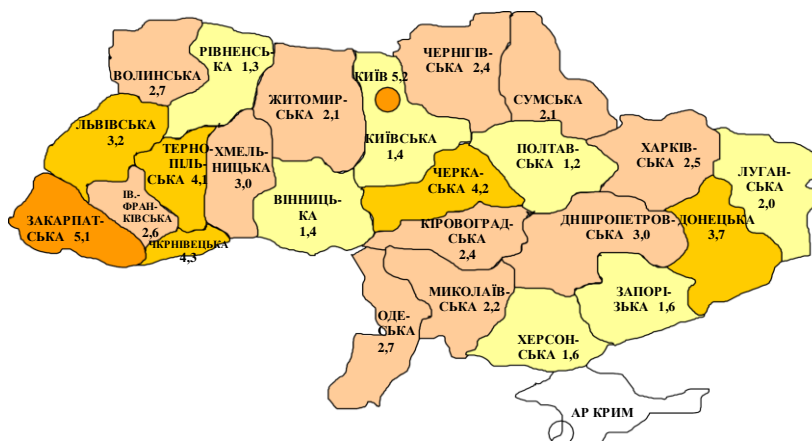 РІВНЕНСЬ-
КА 1,3
ВОЛИНСЬКА
2,7
ЖИТОМИР-
СЬКА 2,1
КИЇВ 5,2
КИЇВСЬКА
1,4
ЧЕРНІГІВ-
СЬКА 2,4
СУМСЬКА
2,1
ЛЬВІВСЬКА
3,2
ТЕРНО-
ПІЛЬ-
СЬКА 4,1
ХМЕЛЬ-
НИЦЬКА
3,0
ВІННИЦЬ-
КА
1,4
ЧЕРКА-
СЬКА 4,2
ПОЛТАВ-
СЬКА 1,2
ХАРКІВ-
СЬКА 2,5
ЛУГАН-
СЬКА
2,0
ЗАКАРПАТ-
СЬКА 5,1
ІВ.-
ФРАН-
КІВСЬКА
2,6
ЧКРНІВЕЦЬКА
4,3
КІРОВОГРАД-
СЬКА
2,4
ДНІПРОПЕТРОВ-
СЬКА 3,0
ДОНЕЦЬКА
3,7
ОДЕ-
СЬКА
2,7
МИКОЛАЇВ-
СЬКА
2,2
ХЕРСОН-
СЬКА 1,6
ЗАПОРІ-
ЗЬКА 1,6
АР КРИМ